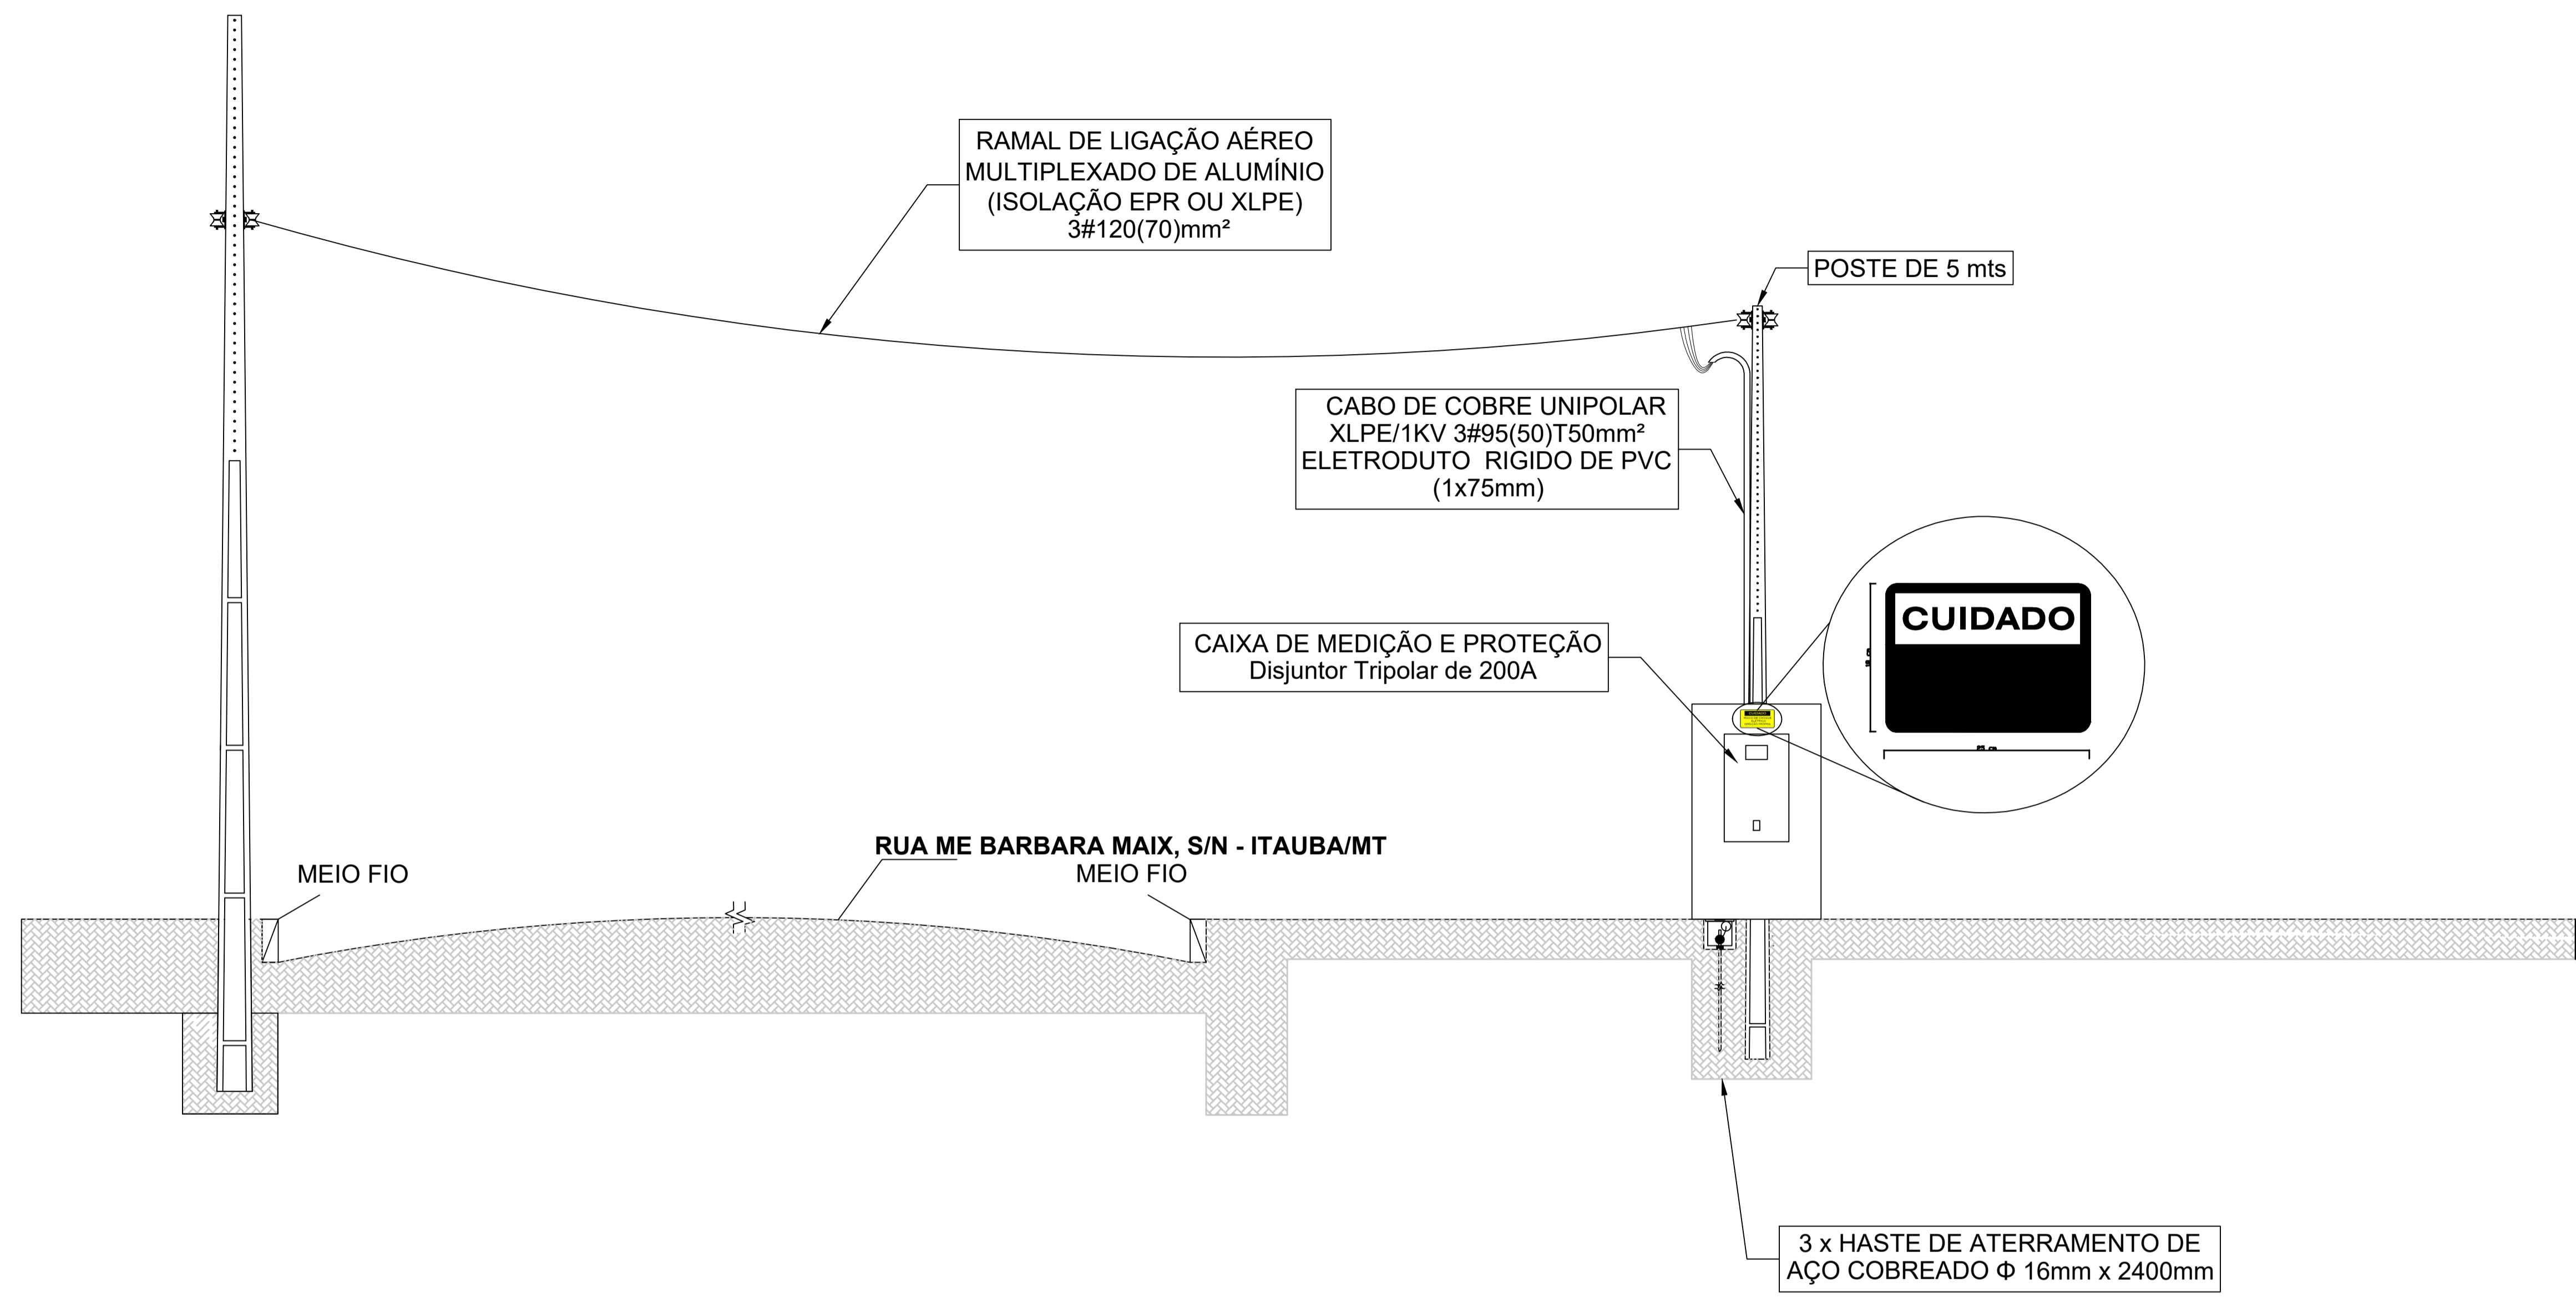 RAMAL DE LIGAÇÃO AÉREO
MULTIPLEXADO DE ALUMÍNIO
(ISOLAÇÃO EPR OU XLPE)
3#120(70)mm²
POSTE DE 5 mts
CABO DE COBRE UNIPOLAR
XLPE/1KV 3#95(50)T50mm²
ELETRODUTO RIGIDO DE PVC
(1x75mm)
CUIDADO
CAIXA DE MEDIÇÃO E PROTEÇÃO
Disjuntor Tripolar de 200A
RUA ME BARBARA MAIX, S/N - ITAUBA/MT
MEIO FIO
MEIO FIO
3 x HASTE DE ATERRAMENTO DE
AÇO COBREADO Φ 16mm x 2400mm